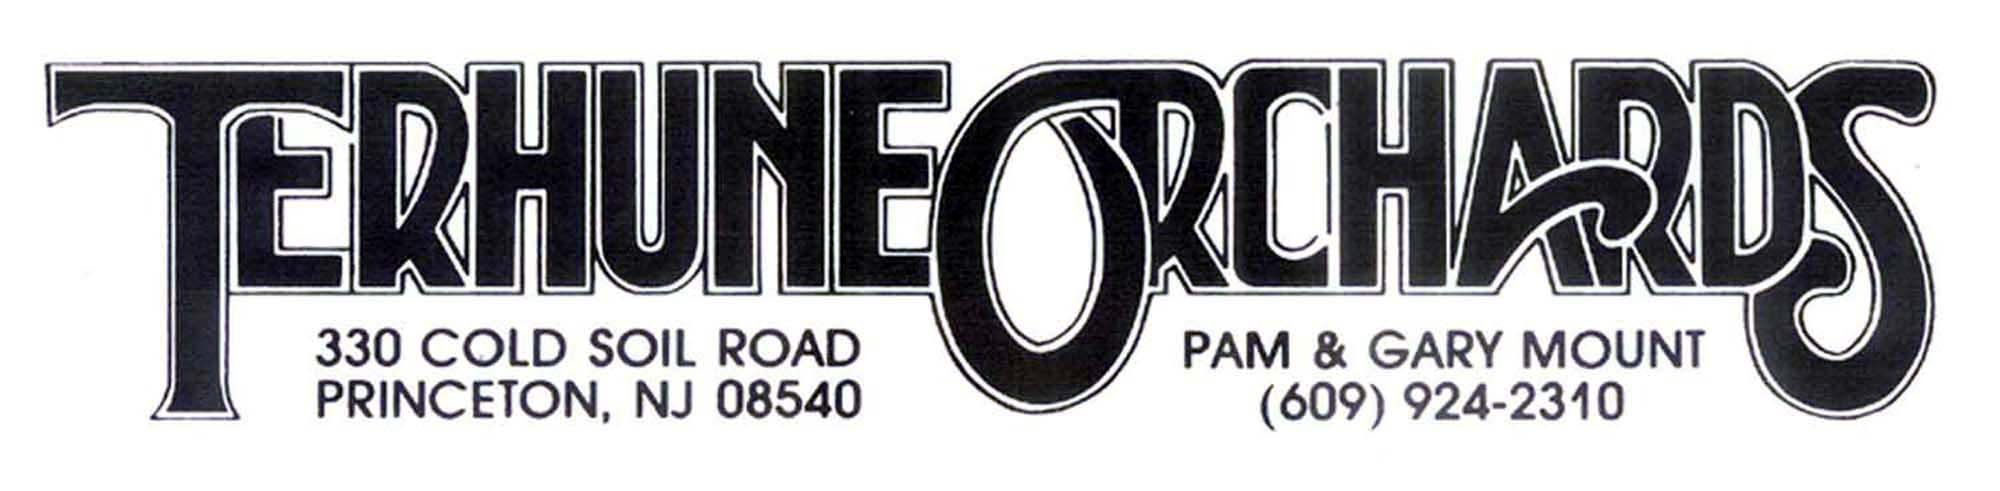 TERHUNE ORCHARDS
330 COLD SOIL ROAD
PRINCETON, NJ 08540
PAM & GARY MOUNT
(609) 924-2310